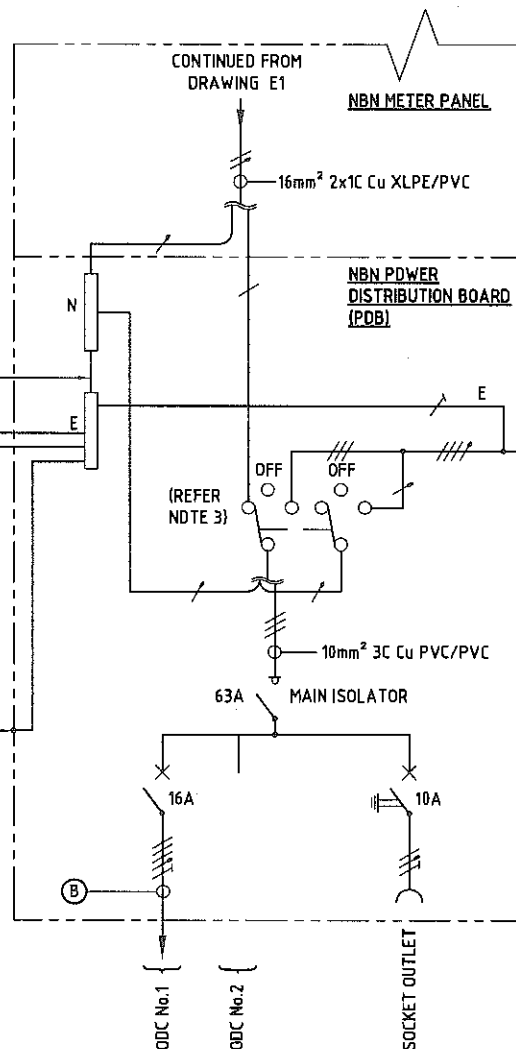 CONTINUED FROM
DRAWING E1
NBN METER PANEL
16mm² 2x1C Cu XLPE/PVC
NBN POWER
DISTRIBUTION BOARD
(PDB)
N
E
E
OFF
OFF
(REFER
NOTE 3)
10mm² 3C Cu PVC/PVC
63A
MAIN ISOLATOR
16A
10A
B
ODC No.1
ODC No.2
SOCKET OUTLET